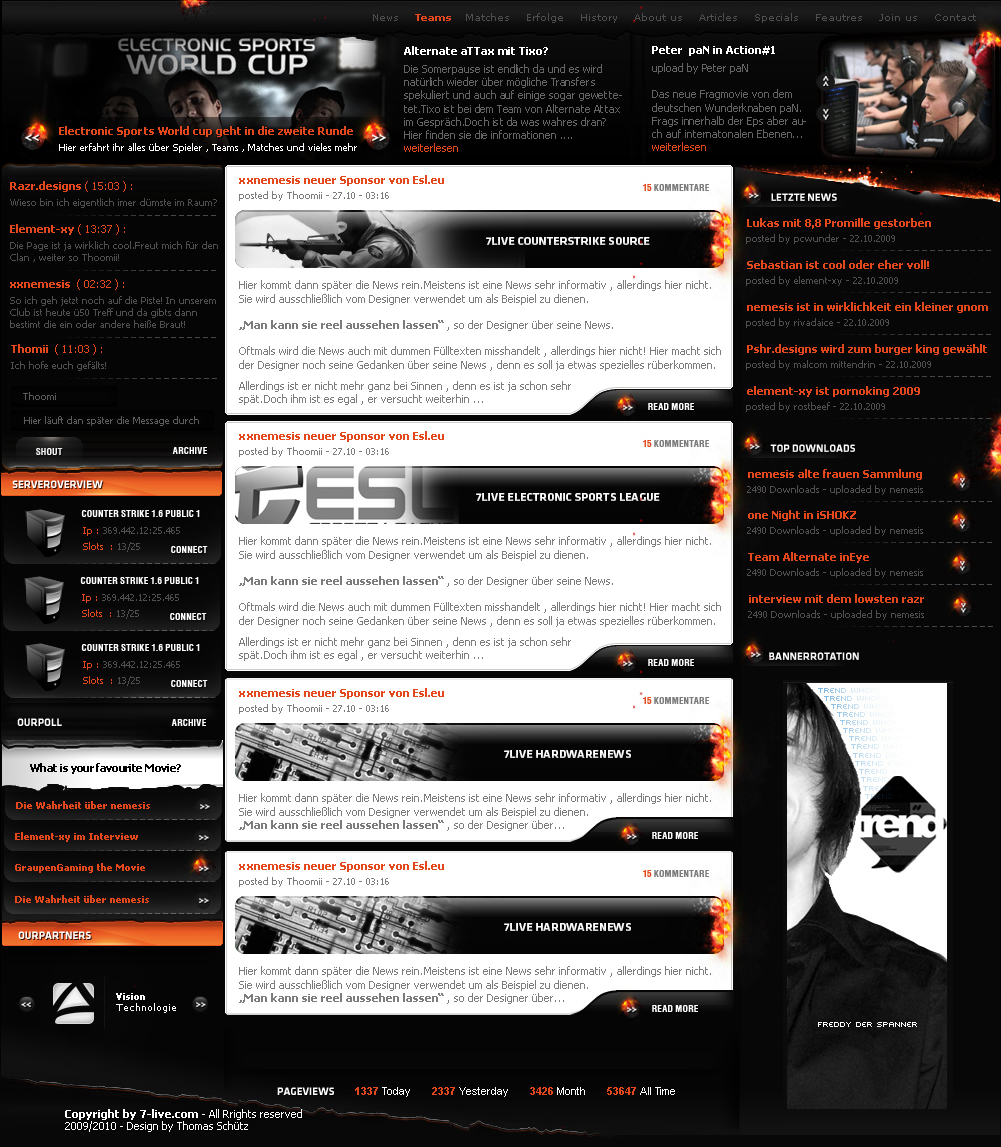 News Teams Matches Erfolge History About us Articles Specials Feautres Join us Contact
ELECTRONIC SPORTS
WORLD CUP
Electronic Sports World cup geht in die zweite Runde
Hier erfahrt ihr alles über Spieler , Teams , Matches und vieles mehr
Alternate aTTax mit Tixo?
Die Somerpause ist endlich da und es wird
natürlich wieder über mögliche Transfers
spekuliert und auch auf einige sogar gewette-
tet.Tixo ist bei dem Team von Alternate Attax
im Gespräch.Doch ist da was wahres dran?
Hier finden sie die informationen ....
weiterlesen
Peter paN in Action#1
upload by Peter paN
Das neue Fragmovie von dem
deutschen Wunderknaben paN.
Frags innerhalb der Eps aber au-
ch auf internatonalen Ebenen...
weiterlesen
Razr.designs ( 15:03 ) :
Wieso bin ich eigentlich imer dümste im Raum?
Element-xy ( 13:37 ) :
Die Page ist ja wirklich cool.Freut mich für den
Clan , weiter so Thoomii!
xxnemesis ( 02:32 ) :
So ich geh jetzt noch auf die Piste! In unserem
Club ist heute ü50 Treff und da gibts dann
bestimt die ein oder andere heiße Braut!
Thomii ( 11:03 ) :
Ich hofe euch gefälts!
Thoomi
Hier läuft dan später die Message durch
SHOUT ARCHIVE
SERVEROVERVIEW
COUNTER STRIKE 1.6 PUBLIC 1
Ip : 369.442.12:25.465
Slots : 13/25
CONNECT
COUNTER STRIKE 1.6 PUBLIC 1
Ip : 369.442.12:25.465
Slots : 13/25
CONNECT
COUNTER STRIKE 1.6 PUBLIC 1
Ip : 369.442.12:25.465
Slots : 13/25
CONNECT
OURPOLL ARCHIVE
What is your favourite Movie?
Die Wahrheit über nemesis
Element-xy im Interview
GraupenGaming the Movie
Die Wahrheit über nemesis
OURPARTNERS
Vision
Technologie
xxnemesis neuer Sponsor von Esl.eu
posted by Thoomii - 27.10 - 03:16
15 KOMMENTARE
7LIVE COUNTERSTRIKE SOURCE
Hier kommt dann später die News rein.Meistens ist eine News sehr informativ , allerdings hier nicht.
Sie wird ausschließlich vom Designer verwendet um als Beispiel zu dienen.
„Man kann sie reel aussehen lassen“ , so der Designer über seine News.
Oftmals wird die News auch mit dummen Fülltexten misshandelt , allerdings hier nicht! Hier macht sich
der Designer noch seine Gedanken über seine News , denn es soll ja etwas spezielles rüberkommen.
Allerdings ist er nicht mehr ganz bei Sinnen , denn es ist ja schon sehr
spät.Doch ihm ist es egal , er versucht weiterhin ...
READ MORE
xxnemesis neuer Sponsor von Esl.eu
posted by Thoomii - 27.10 - 03:16
15 KOMMENTARE
ESL
7LIVE ELECTRONIC SPORTS LEAGUE
Hier kommt dann später die News rein.Meistens ist eine News sehr informativ , allerdings hier nicht.
Sie wird ausschließlich vom Designer verwendet um als Beispiel zu dienen.
„Man kann sie reel aussehen lassen“ , so der Designer über seine News.
Oftmals wird die News auch mit dummen Fülltexten misshandelt , allerdings hier nicht! Hier macht sich
der Designer noch seine Gedanken über seine News , denn es soll ja etwas spezielles rüberkommen.
Allerdings ist er nicht mehr ganz bei Sinnen , denn es ist ja schon sehr
spät.Doch ihm ist es egal , er versucht weiterhin ...
READ MORE
xxnemesis neuer Sponsor von Esl.eu
posted by Thoomii - 27.10 - 03:16
15 KOMMENTARE
7LIVE HARDWARENEWS
Hier kommt dann später die News rein.Meistens ist eine News sehr informativ , allerdings hier nicht.
Sie wird ausschließlich vom Designer verwendet um als Beispiel zu dienen.
„Man kann sie reel aussehen lassen“ , so der Designer über...
READ MORE
xxnemesis neuer Sponsor von Esl.eu
posted by Thoomii - 27.10 - 03:16
15 KOMMENTARE
7LIVE HARDWARENEWS
Hier kommt dann später die News rein.Meistens ist eine News sehr informativ , allerdings hier nicht.
Sie wird ausschließlich vom Designer verwendet um als Beispiel zu dienen.
„Man kann sie reel aussehen lassen“ , so der Designer über...
READ MORE
LETZTE NEWS
Lukas mit 8,8 Promille gestorben
posted by pcwunder - 22.10.2009
Sebastian ist cool oder eher voll!
posted by element-xy - 22.10.2009
nemesis ist in wirklichkeit ein kleiner gnom
posted by rivadaice - 22.10.2009
Pshr.designs wird zum burger king gewählt
posted by malcom mittendrin - 22.10.2009
element-xy ist pornoking 2009
posted by rostbeef - 22.10.2009
TOP DOWNLOADS
nemesis alte frauen Sammlung
2490 Downloads - uploaded by nemesis
one Night in iSHOKZ
2490 Downloads - uploaded by nemesis
Team Alternate inEye
2490 Downloads - uploaded by nemesis
interview mit dem lowsten razr
2490 Downloads - uploaded by nemesis
BANNERROTATION
trend
FREDDY DER SPANNER
PAGEVIEWS 1337 Today 2337 Yesterday 3426 Month 53647 All Time
Copyright by 7-live.com - All Rrights reserved
2009/2010 - Design by Thomas Schütz